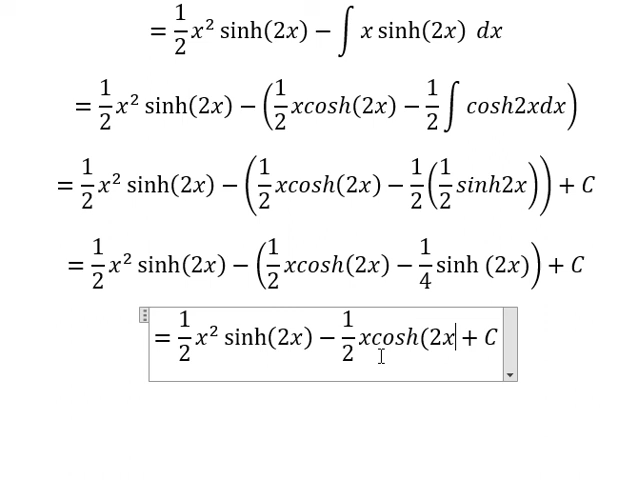 = 1/2 x² sinh(2x) − ∫ x sinh(2x) dx
= 1/2 x² sinh(2x) − (1/2 xcosh(2x) − 1/2 ∫ cosh2xdx)
= 1/2 x² sinh(2x) − (1/2 xcosh(2x) − 1/2 (1/2 sinh2x)) + C
= 1/2 x² sinh(2x) − (1/2 xcosh(2x) − 1/4 sinh (2x)) + C
= 1/2 x² sinh(2x) − 1/2 xcosh(2x + C